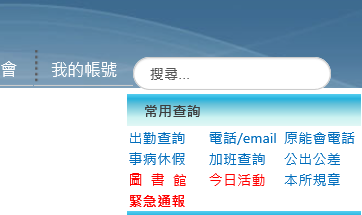 會 我的帳號 搜尋...
常用查詢
出勤查詢 電話/email 原能會電話
事病休假 加班查詢 公出公差
圖 書 館 今日活動 本所規章
緊急通報